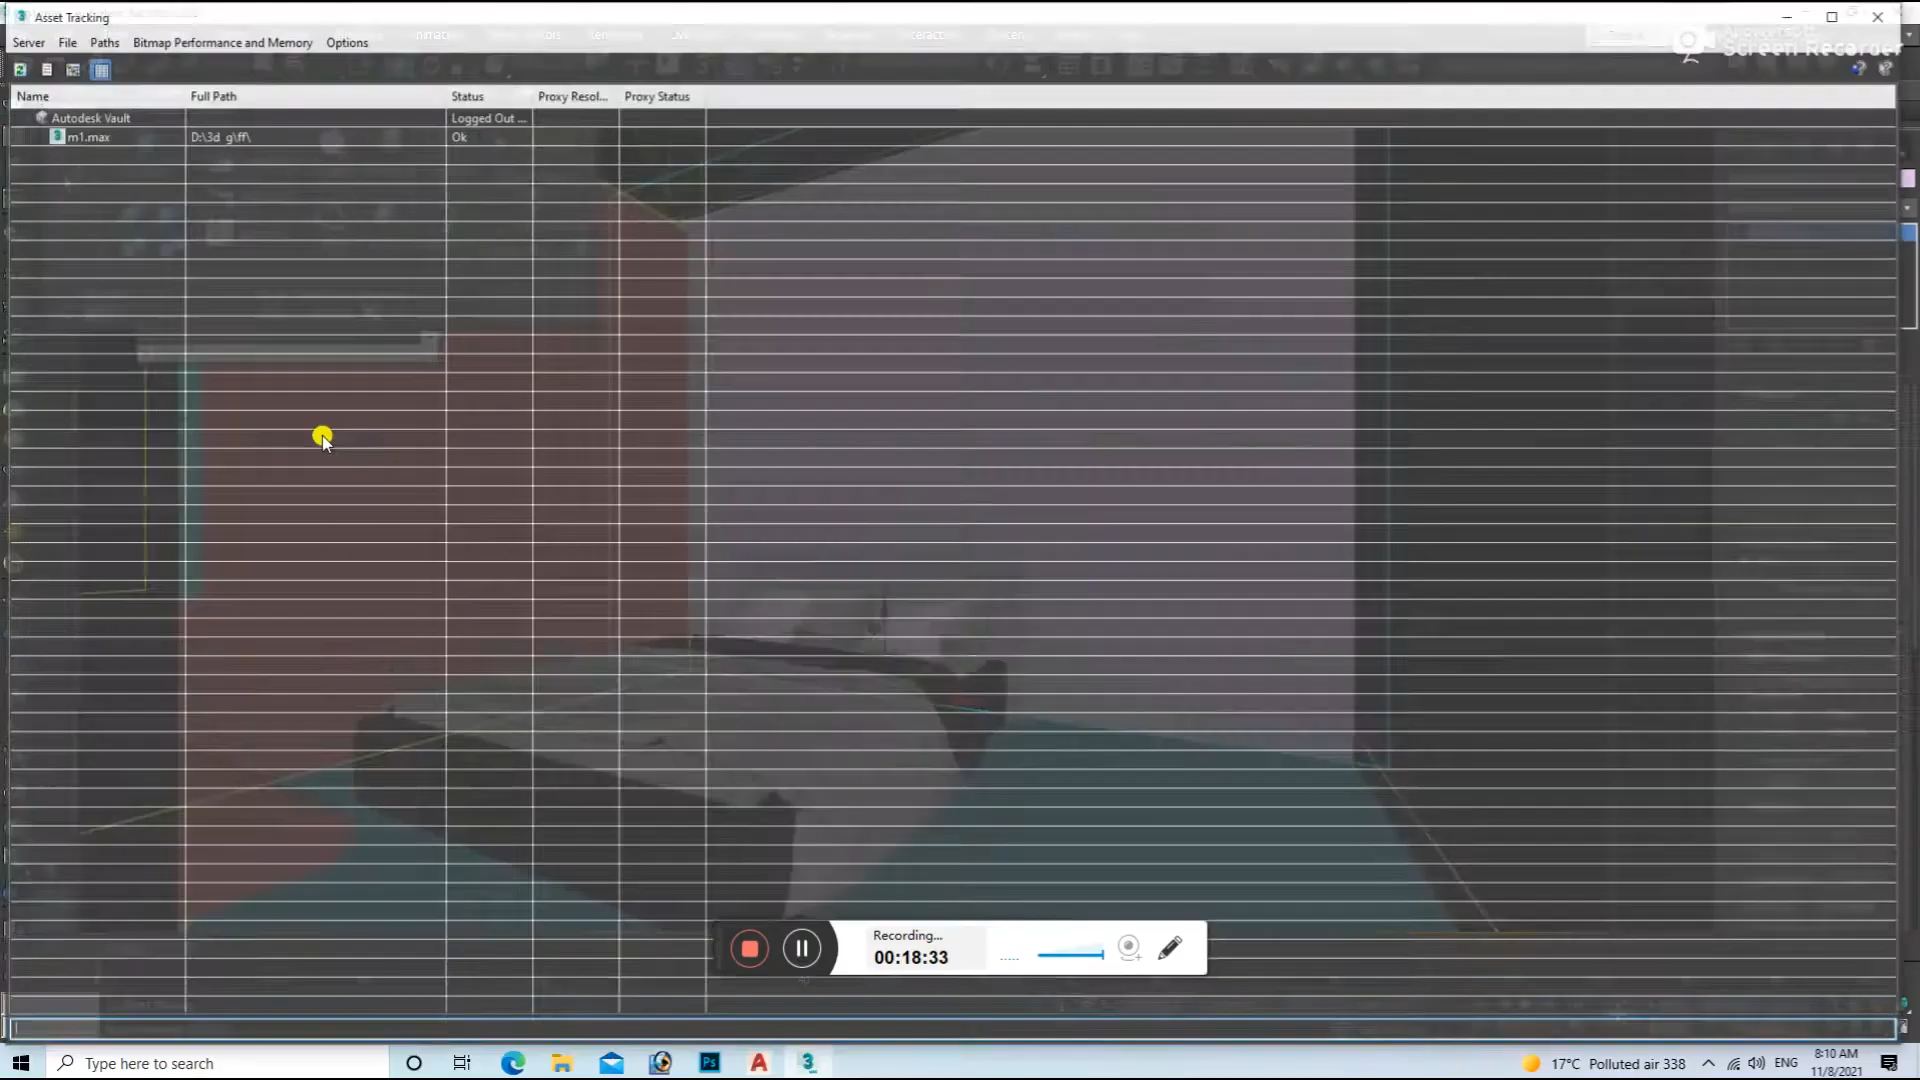 Asset Tracking
Server File Paths Bitmap Performance and Memory Options
Screen Recorder
Name Full Path Status Proxy Resol... Proxy Status
Autodesk Vault Logged Out ...
m1.max D:\3d g\ff\ Ok
Recording...
00:18:33
Type here to search
17°C Polluted air 338
ENG
8:10 AM
11/8/2021